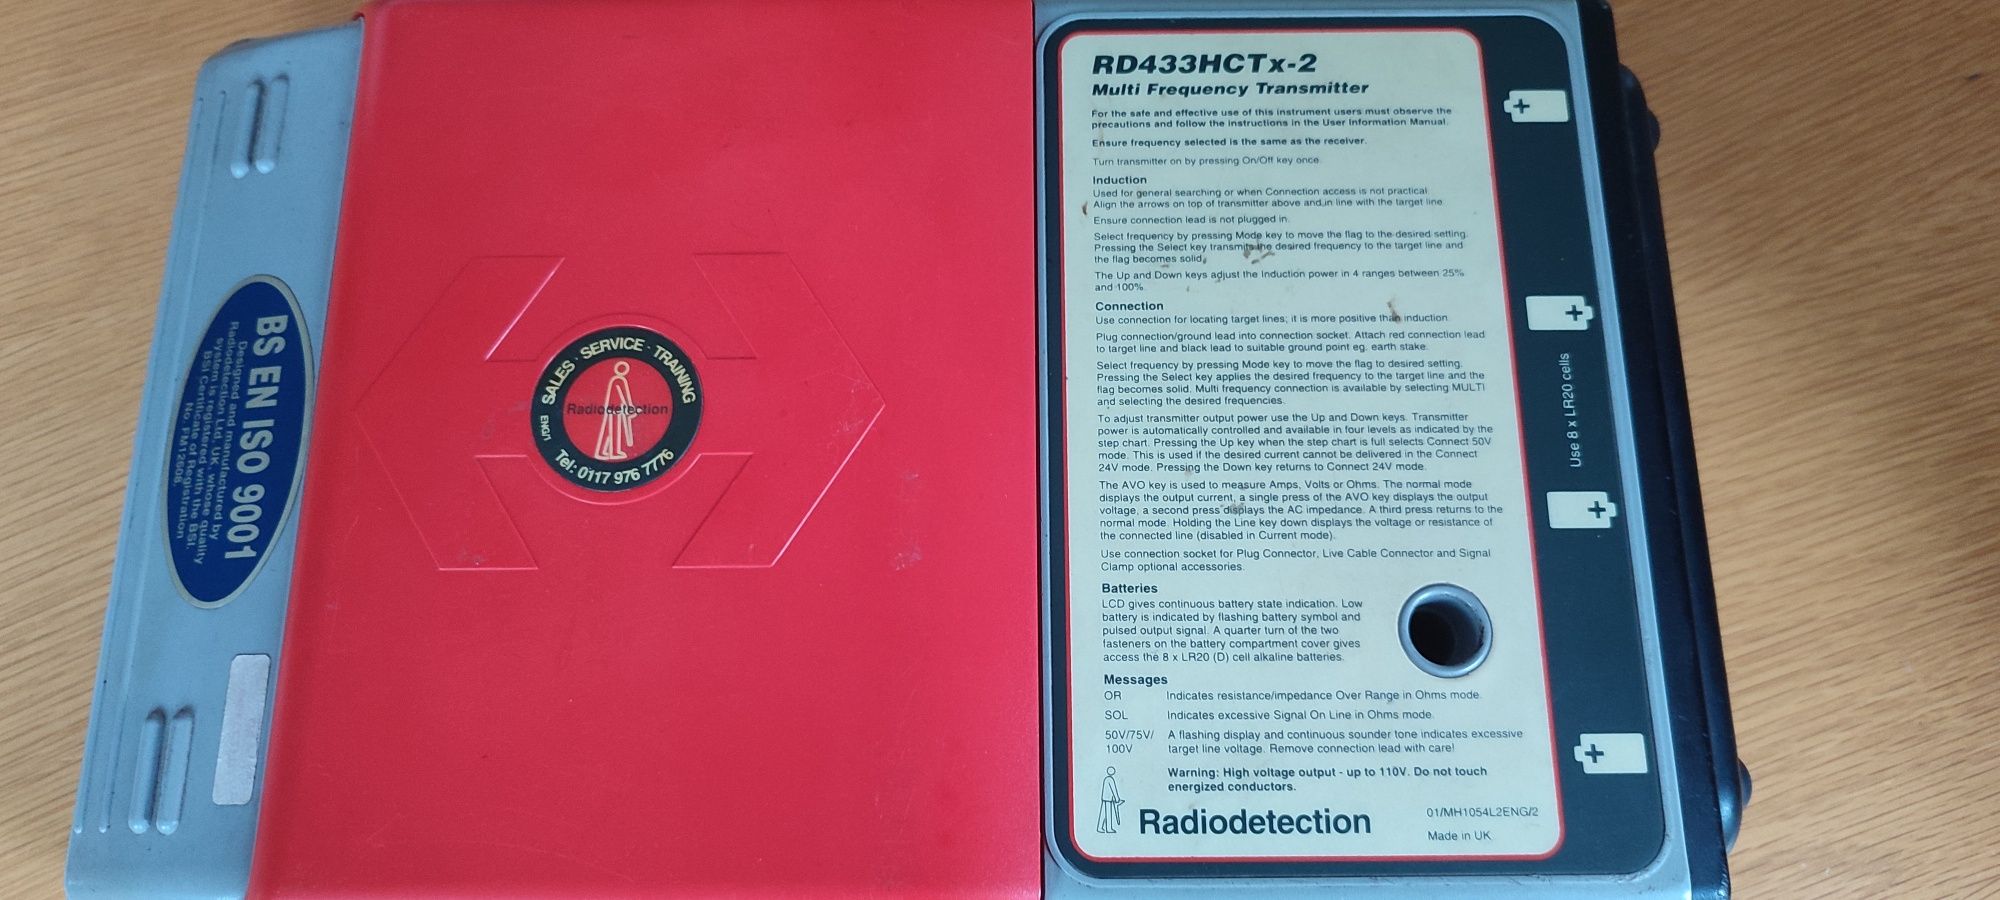 BS EN ISO 9001
Designed and manufactured by
Radiodetection Ltd, UK, whose quality
system is registered with the BSI.
BSI Certificate of Registration
No. FM12668.
SALES · SERVICE · TRAINING
Radiodetection
ENG/1
Tel: 0117 976 7776
RD433HCTx-2
Multi Frequency Transmitter
For the safe and effective use of this instrument users must observe the
precautions and follow the instructions in the User Information Manual.
Ensure frequency selected is the same as the receiver.
Turn transmitter on by pressing On/Off key once.
Induction
Used for general searching or when Connection access is not practical.
Align the arrows on top of transmitter above and in line with the target line.
Ensure connection lead is not plugged in.
Select frequency by pressing Mode key to move the flag to the desired setting.
Pressing the Select key transmits the desired frequency to the target line and
the flag becomes solid.
The Up and Down keys adjust the Induction power in 4 ranges between 25%
and 100%.
Connection
Use connection for locating target lines; it is more positive than induction.
Plug connection/ground lead into connection socket. Attach red connection lead
to target line and black lead to suitable ground point eg. earth stake.
Select frequency by pressing Mode key to move the flag to desired setting.
Pressing the Select key applies the desired frequency to the target line and the
flag becomes solid. Multi frequency connection is available by selecting MULTI
and selecting the desired frequencies.
To adjust transmitter output power use the Up and Down keys. Transmitter
power is automatically controlled and available in four levels as indicated by the
step chart. Pressing the Up key when the step chart is full selects Connect 50V
mode. This is used if the desired current cannot be delivered in the Connect
24V mode. Pressing the Down key returns to Connect 24V mode.
The AVO key is used to measure Amps, Volts or Ohms. The normal mode
displays the output current, a single press of the AVO key displays the output
voltage, a second press displays the AC impedance. A third press returns to the
normal mode. Holding the Line key down displays the voltage or resistance of
the connected line (disabled in Current mode).
Use connection socket for Plug Connector, Live Cable Connector and Signal
Clamp optional accessories.
Batteries
LCD gives continuous battery state indication. Low
battery is indicated by flashing battery symbol and
pulsed output signal. A quarter turn of the two
fasteners on the battery compartment cover gives
access the 8 x LR20 (D) cell alkaline batteries.
Messages
OR Indicates resistance/impedance Over Range in Ohms mode.
SOL Indicates excessive Signal On Line in Ohms mode.
50V/75V/ A flashing display and continuous sounder tone indicates excessive
100V target line voltage. Remove connection lead with care!
Warning: High voltage output - up to 110V. Do not touch
energized conductors.
Radiodetection
01/MH1054L2ENG/2
Made in UK
Use 8 x LR20 cells